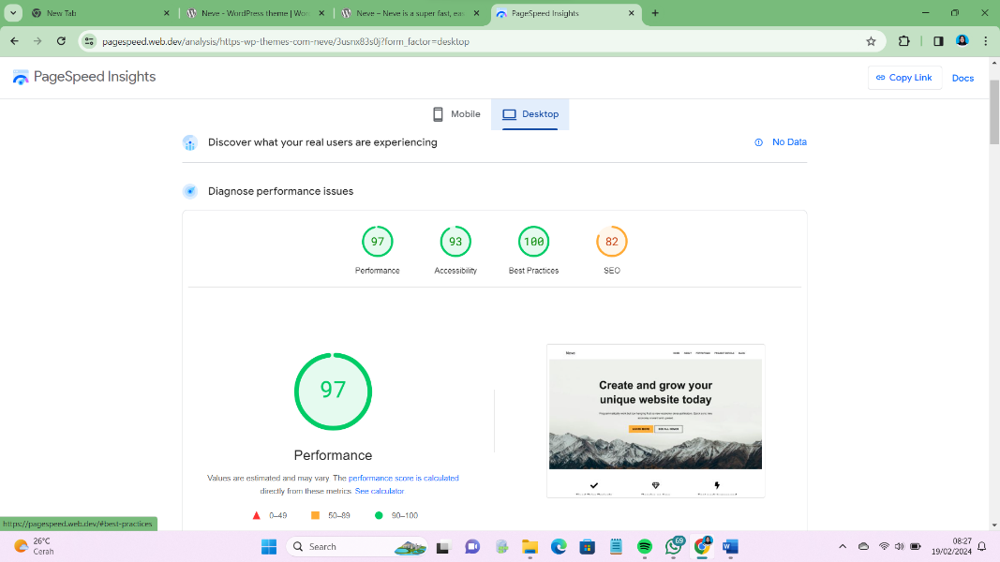 New Tab
Neve - WordPress theme | Wor
Neve – Neve is a super fast, eas
PageSpeed Insights
pagespeed.web.dev/analysis/https-wp-themes-com-neve/3usnx83s0j?form_factor=desktop
PageSpeed Insights
Copy Link
Docs
Mobile
Desktop
Discover what your real users are experiencing
No Data
Diagnose performance issues
97
93
100
82
Performance
Accessibility
Best Practices
SEO
97
Performance
Values are estimated and may vary. The performance score is calculated
directly from these metrics. See calculator.
0–49
50–89
90–100
Neve
Create and grow your
unique website today
LEARN MORE
https://pagespeed.web.dev/#best-practices
26°C
Cerah
Search
69
08:27
19/02/2024